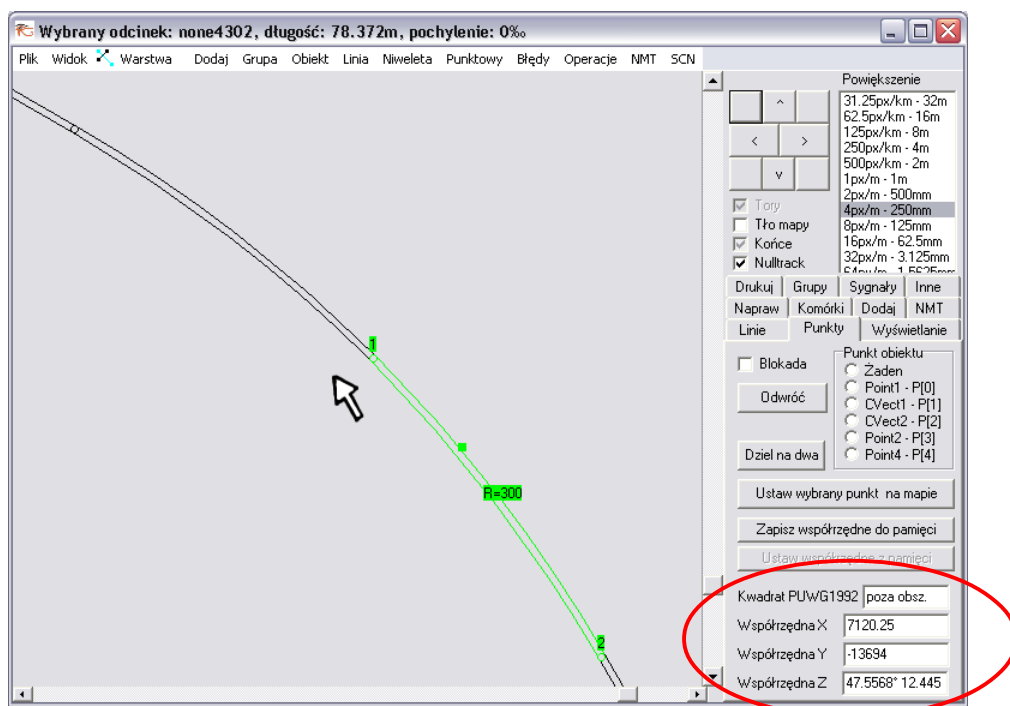 Wybrany odcinek: none4302, długość: 78.372m, pochylenie: 0‰
Plik Widok Warstwa Dodaj Grupa Obiekt Linia Niweleta Punktowy Błędy Operacje NMT SCN
Powiększenie
31.25px/km - 32m
62.5px/km - 16m
125px/km - 8m
250px/km - 4m
500px/km - 2m
1px/m - 1m
2px/m - 500mm
4px/m - 250mm
8px/m - 125mm
16px/m - 62.5mm
32px/m - 3.125mm
64px/m - 1.5625mm
^
< >
v
Tory
Tło mapy
Końce
Nulltrack
Drukuj Grupy Sygnały Inne
Napraw Komórki Dodaj NMT
Linie Punkty Wyświetlanie
Blokada
Odwróć
Dziel na dwa
Punkt obiektu
Żaden
Point1 - P[0]
CVect1 - P[1]
CVect2 - P[2]
Point2 - P[3]
Point4 - P[4]
Ustaw wybrany punkt na mapie
Zapisz współrzędne do pamięci
Ustaw współrzędne z pamięci
Kwadrat PUWG1992 poza obsz.
Współrzędna X 7120.25
Współrzędna Y -13694
Współrzędna Z 47.5568° 12.445
1
R=300
2